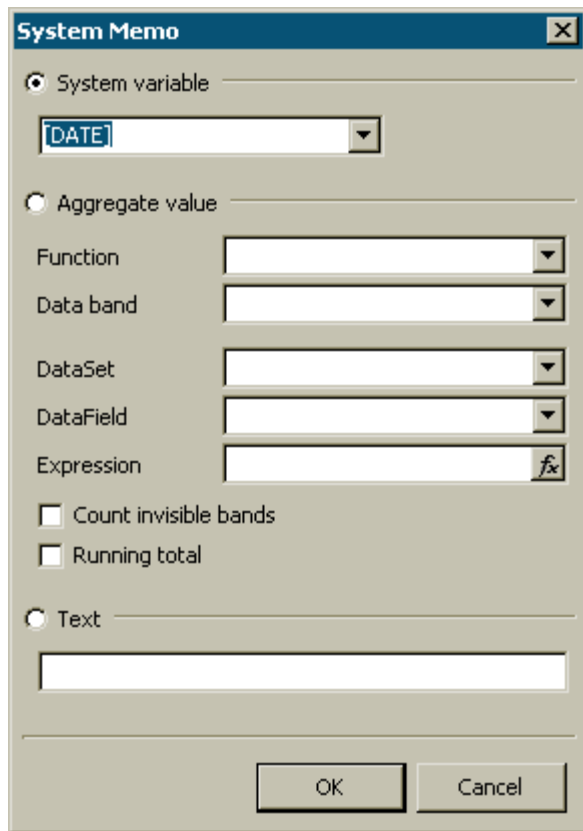 System Memo
System variable
[DATE]
Aggregate value
Function
Data band
DataSet
DataField
Expression fx
Count invisible bands
Running total
Text
OK Cancel